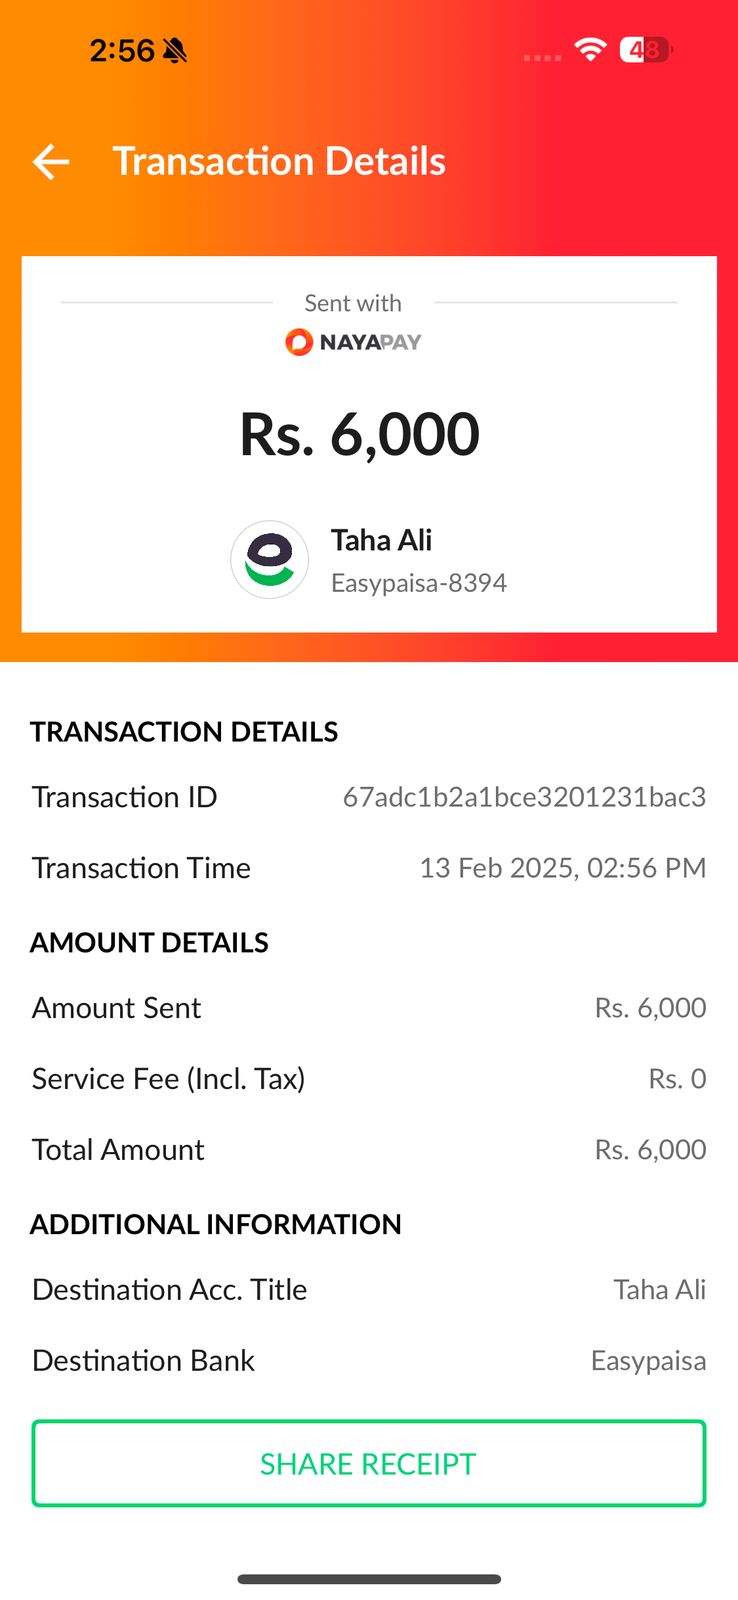 2:56
48
Transaction Details
Sent with
NAYAPAY
Rs. 6,000
Taha Ali
Easypaisa-8394
TRANSACTION DETAILS
Transaction ID 67adc1b2a1bce3201231bac3
Transaction Time 13 Feb 2025, 02:56 PM
AMOUNT DETAILS
Amount Sent Rs. 6,000
Service Fee (Incl. Tax) Rs. 0
Total Amount Rs. 6,000
ADDITIONAL INFORMATION
Destination Acc. Title Taha Ali
Destination Bank Easypaisa
SHARE RECEIPT